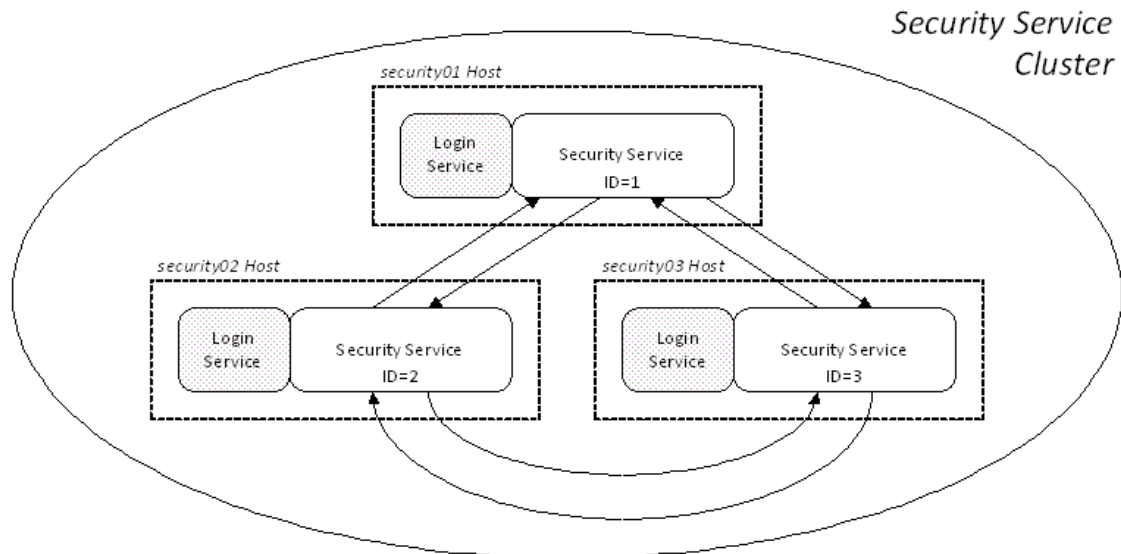 Security Service
Cluster
security01 Host
Login
Service
Security Service
ID=1
security02 Host
Login
Service
Security Service
ID=2
security03 Host
Login
Service
Security Service
ID=3